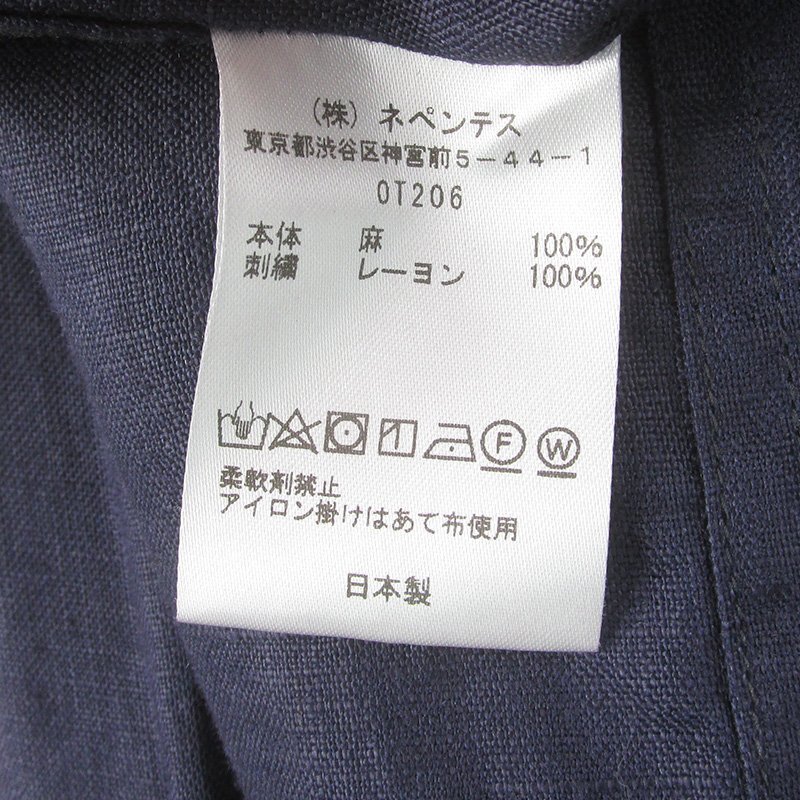 (株) ネペンテス
東京都渋谷区神宮前5-44-1
0T206
本体 麻 100%
刺繍 レーヨン 100%
F W
柔軟剤禁止
アイロン掛けはあて布使用
日本製